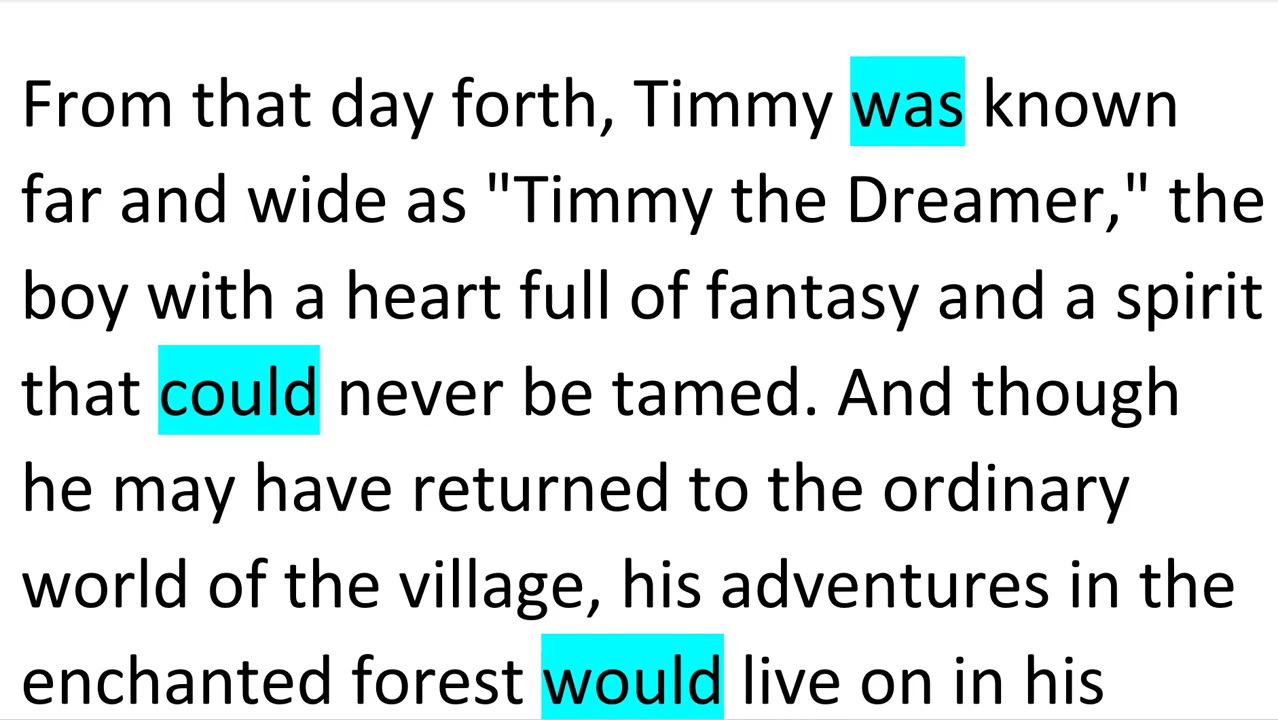 From that day forth, Timmy was known
far and wide as "Timmy the Dreamer," the
boy with a heart full of fantasy and a spirit
that could never be tamed. And though
he may have returned to the ordinary
world of the village, his adventures in the
enchanted forest would live on in his